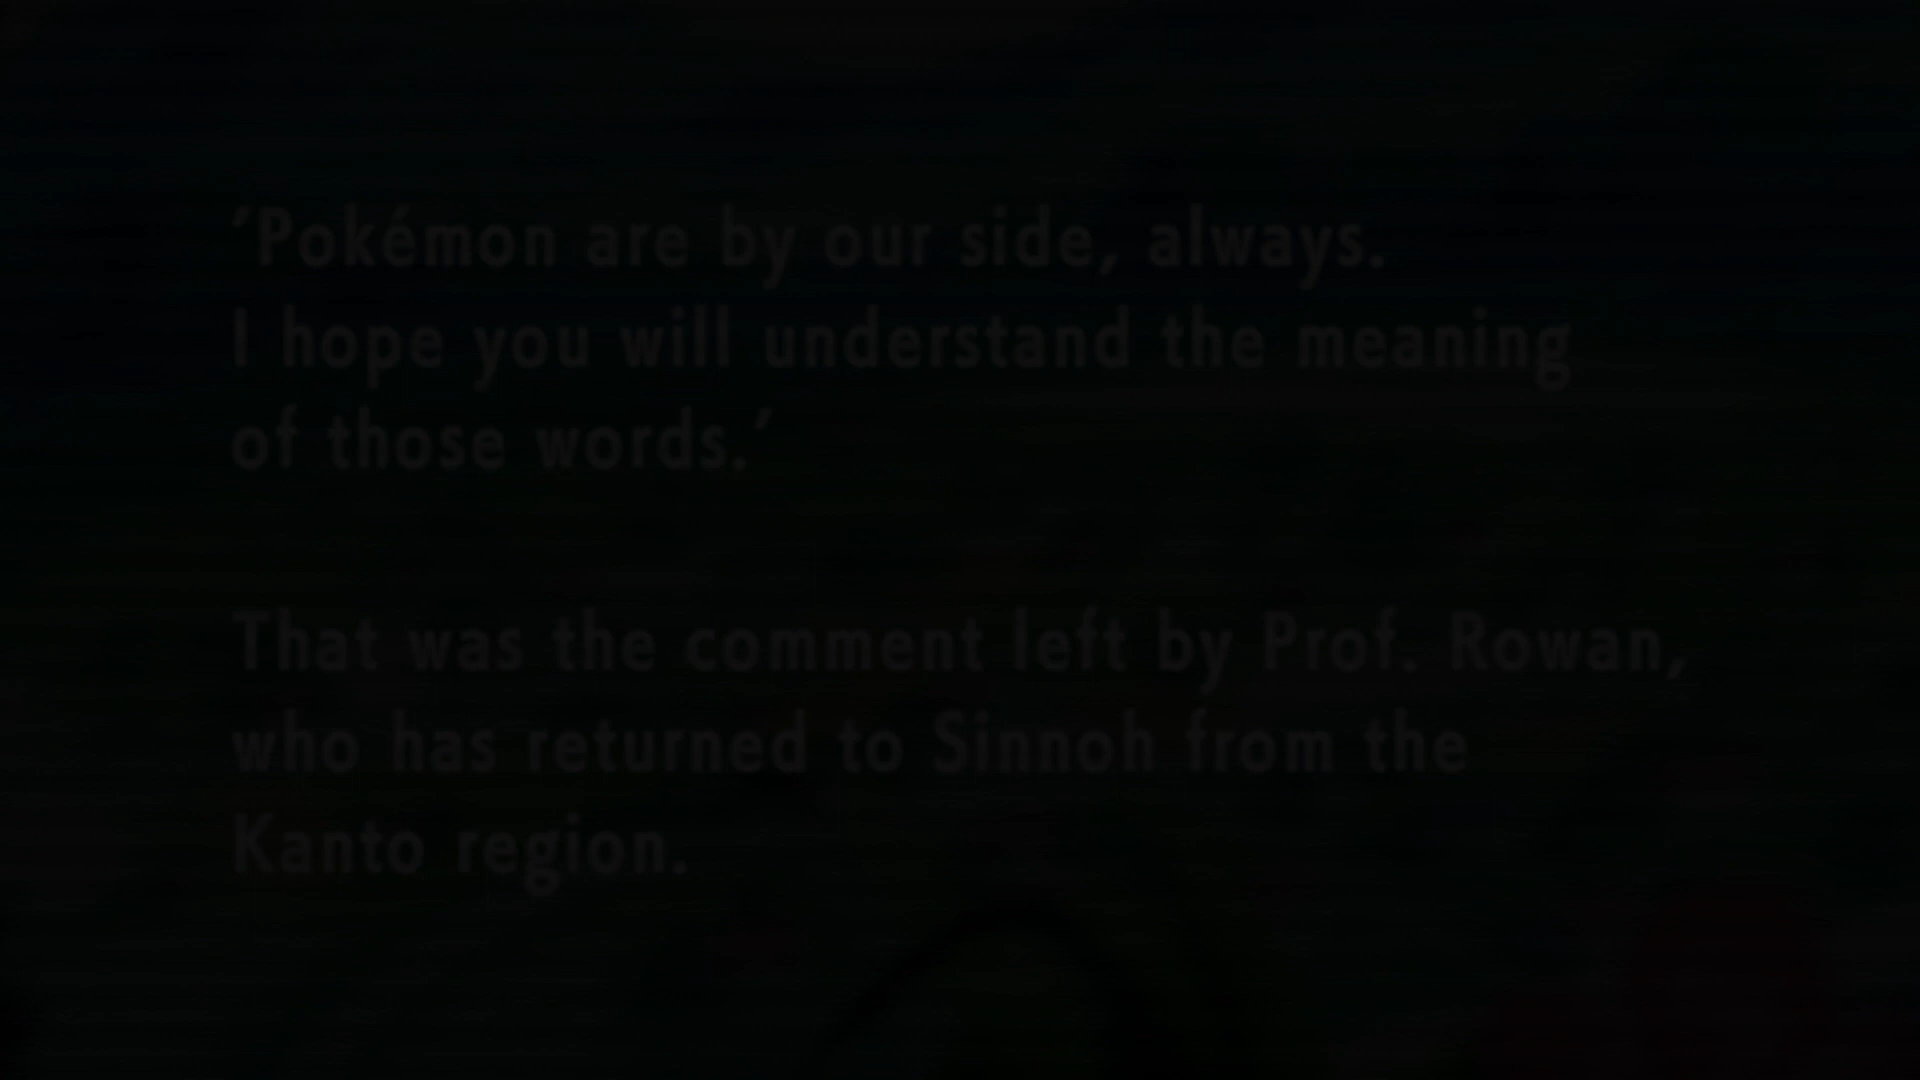 'Pokémon are by our side, always.
I hope you will understand the meaning
of those words.'
That was the comment left by Prof. Rowan,
who has returned to Sinnoh from the
Kanto region.